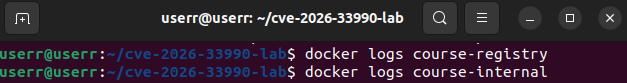 userr@userr: ~/cve-2026-33990-lab
userr@userr:~/cve-2026-33990-lab$ docker logs course-registry
userr@userr:~/cve-2026-33990-lab$ docker logs course-internal